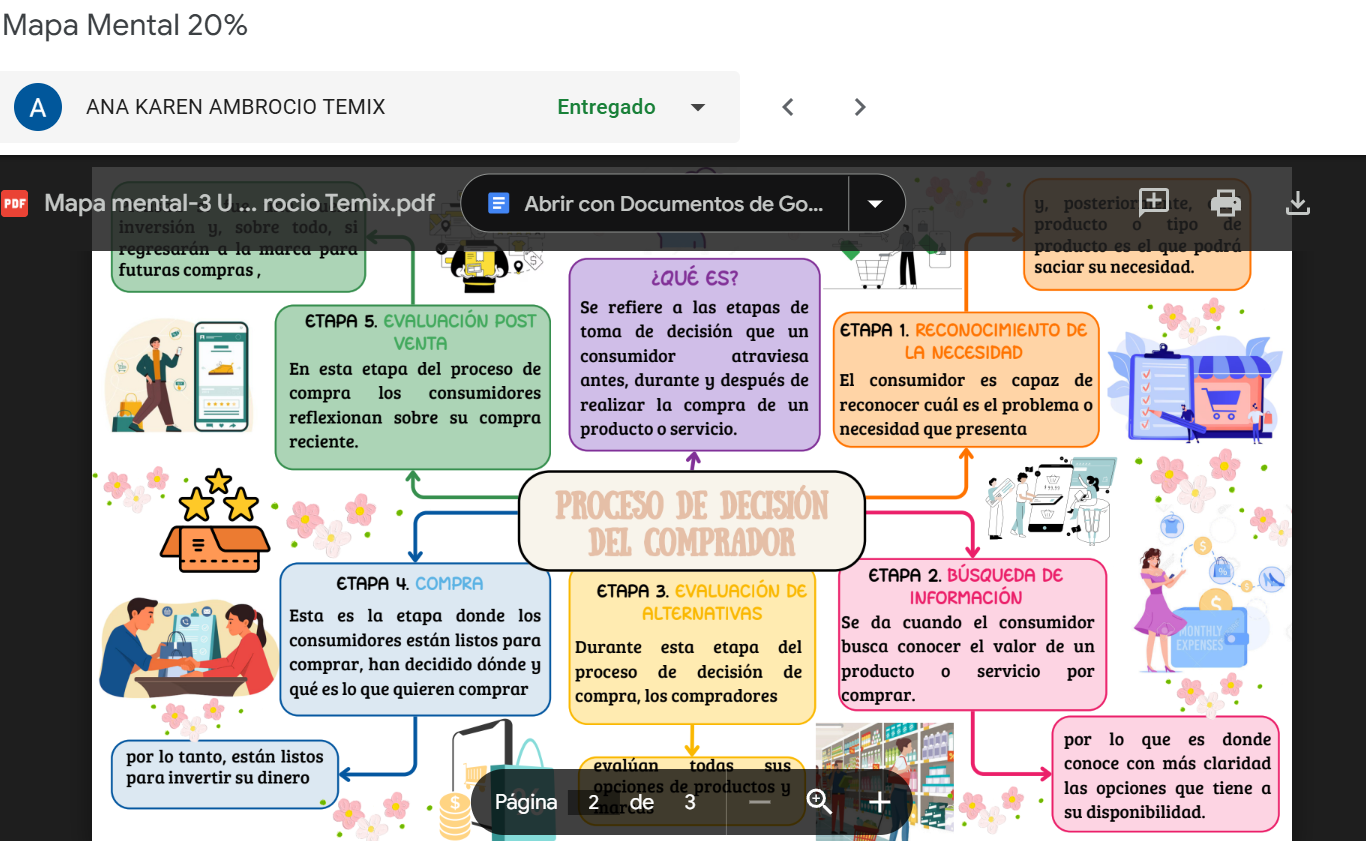 Mapa Mental 20%
A
ANA KAREN AMBROCIO TEMIX
Entregado
PDF
Mapa mental-3 U ... rocio Temix.pdf
Abrir con Documentos de Go...
inversión y, sobre todo, si
regresarán a la marca para
futuras compras ,
y, posteriormente,
producto o tipo de
producto es el que podrá
saciar su necesidad.
¿QUÉ ES?
Se refiere a las etapas de
toma de decisión que un
consumidor atraviesa
antes, durante y después de
realizar la compra de un
producto o servicio.
ETAPA 5. EVALUACIÓN POST
VENTA
En esta etapa del proceso de
compra los consumidores
reflexionan sobre su compra
reciente.
ETAPA 1. RECONOCIMIENTO DE
LA NECESIDAD
El consumidor es capaz de
reconocer cuál es el problema o
necesidad que presenta
PROCESO DE DECISIÓN
DEL COMPRADOR
ETAPA 4. COMPRA
Esta es la etapa donde los
consumidores están listos para
comprar, han decidido dónde y
qué es lo que quieren comprar
ETAPA 3. EVALUACIÓN DE
ALTERNATIVAS
Durante esta etapa del
proceso de decisión de
compra, los compradores
ETAPA 2. BÚSQUEDA DE
INFORMACIÓN
Se da cuando el consumidor
busca conocer el valor de un
producto o servicio por
comprar.
MONTHLY
EXPENSES
por lo tanto, están listos
para invertir su dinero
evalúan todas sus
opciones de productos y
marcas
por lo que es donde
conoce con más claridad
las opciones que tiene a
su disponibilidad.
Página 2 de 3